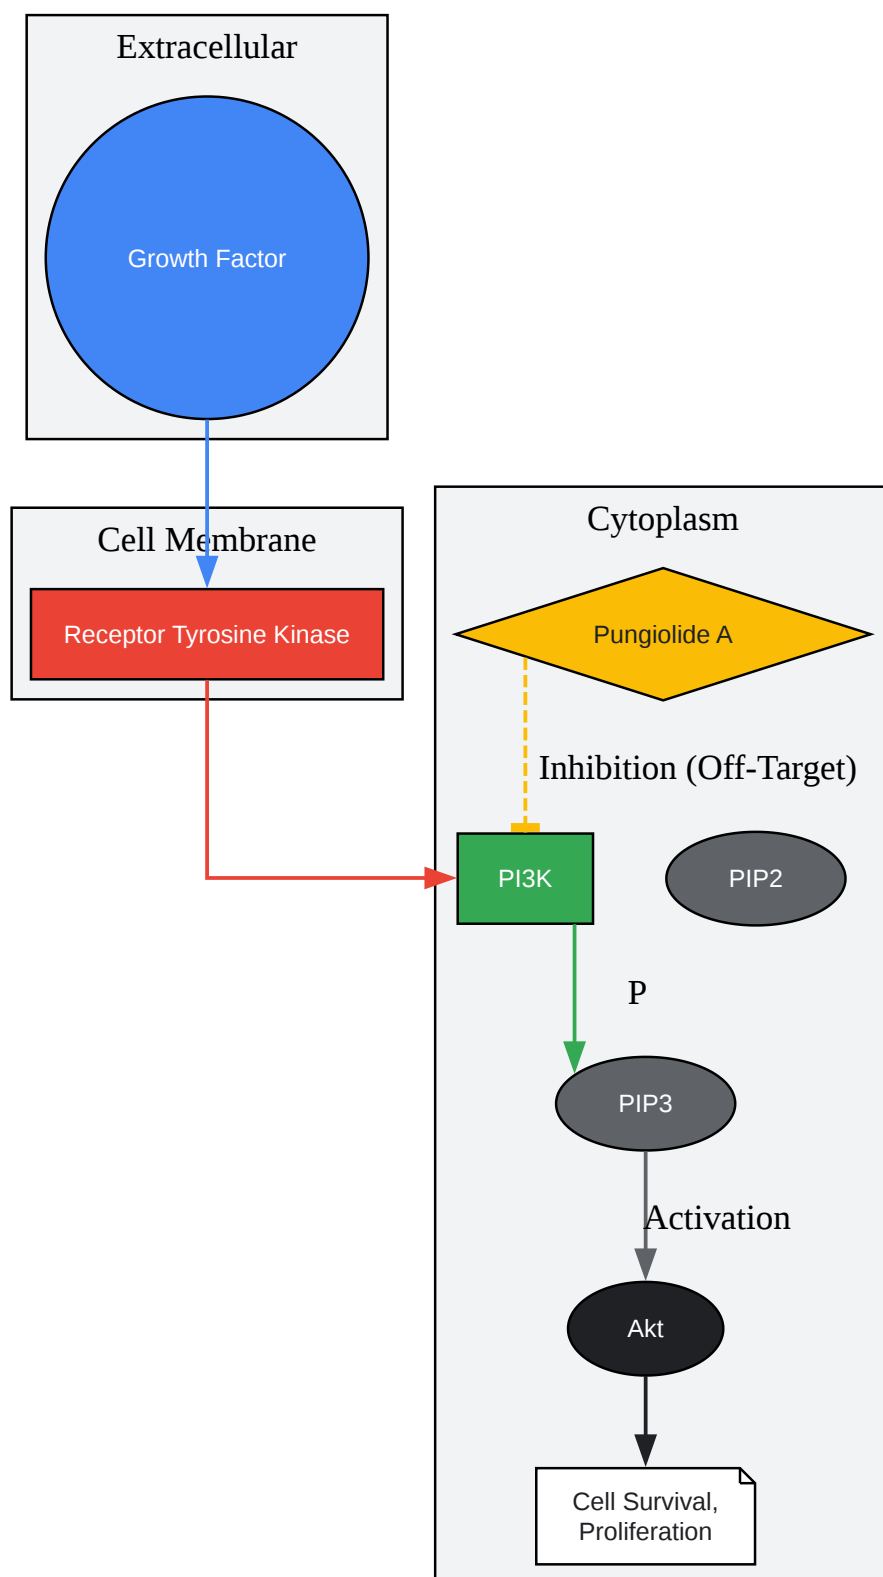 Extracellular
Growth Factor
Cell Membrane
Receptor Tyrosine Kinase
Cytoplasm
Pungiolide A
Inhibition (Off-Target)
PI3K
PIP2
P
PIP3
Activation
Akt
Cell Survival,
Proliferation